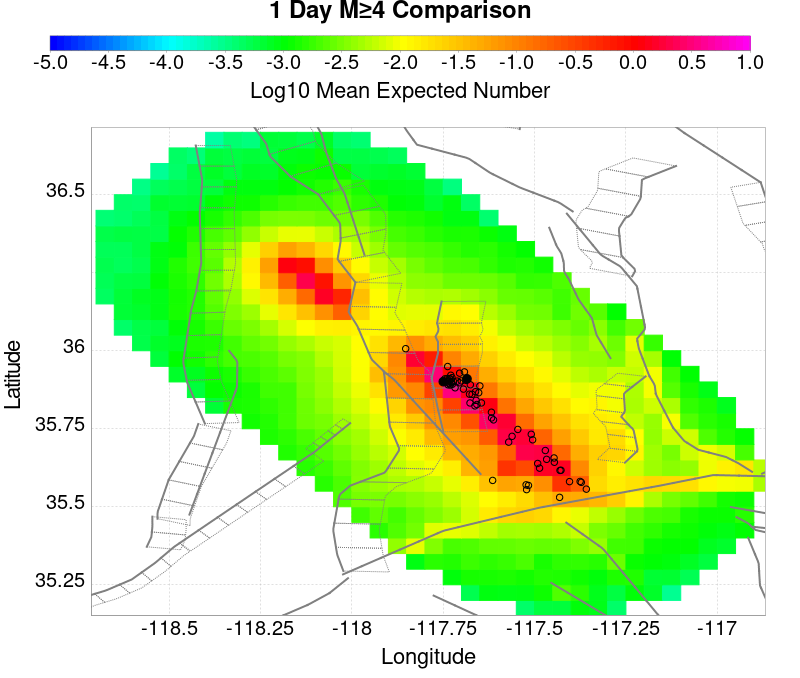 1 Day M≥4 Comparison
-5.0 -4.5 -4.0 -3.5 -3.0 -2.5 -2.0 -1.5 -1.0 -0.5 0.0 0.5 1.0
Log10 Mean Expected Number
36.5
36
35.75
35.5
35.25
Latitude
-118.5 -118.25 -118 -117.75 -117.5 -117.25 -117
Longitude